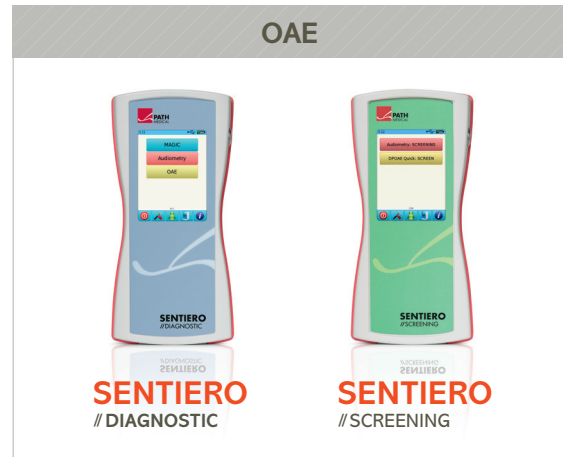 OAE
PATH
MEDICAL
MAGIC
Audiometry
OAE
SENTIERO
//DIAGNOSTIC
PATH
MEDICAL
Audiometry: SCREENING
DPOAE Quick: SCREEN
SENTIERO
//SCREENING
SENTIERO
// DIAGNOSTIC
SENTIERO
// SCREENING